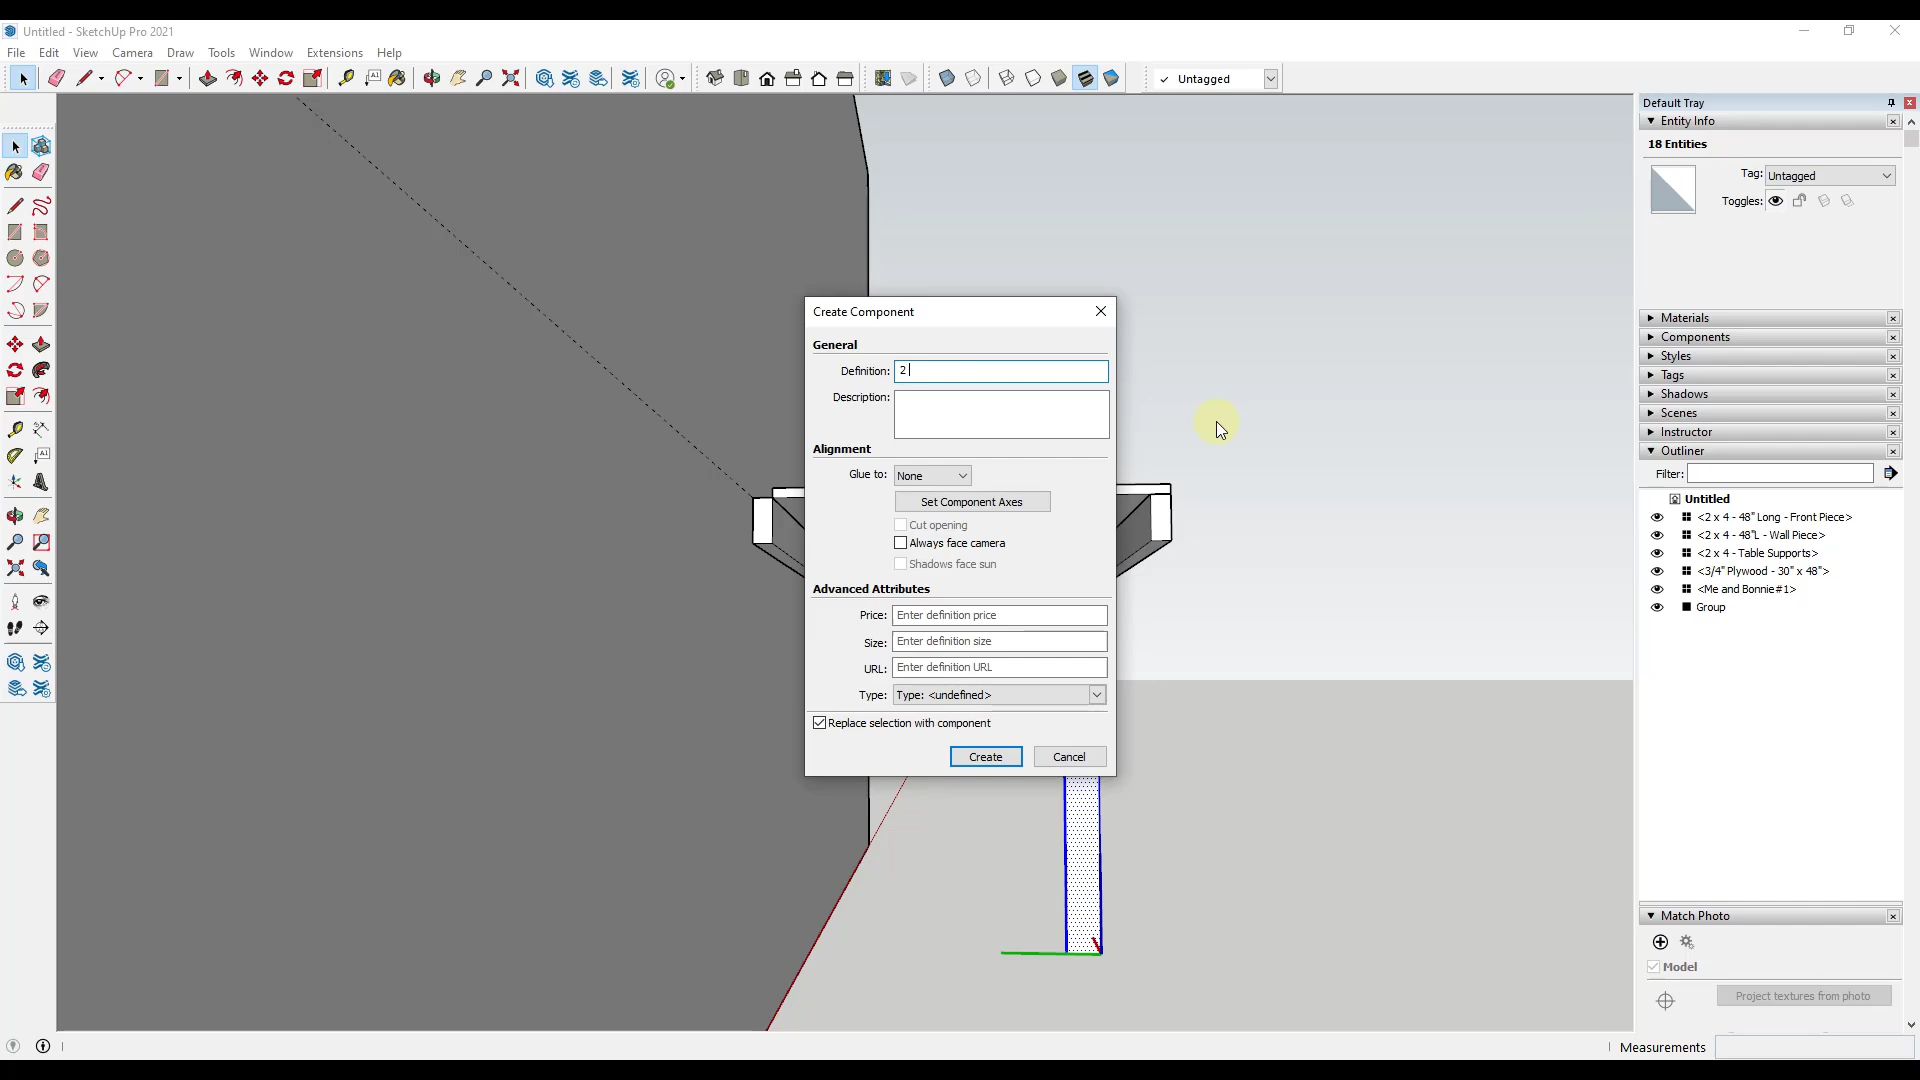 Untitled - SketchUp Pro 2021
File Edit View Camera Draw Tools Window Extensions Help
Untagged
Default Tray
Entity Info
18 Entities
Tag: Untagged
Toggles:
Materials
Components
Styles
Tags
Shadows
Scenes
Instructor
Outliner
Filter:
Untitled
<2 x 4 - 48" Long - Front Piece>
<2 x 4 - 48"L - Wall Piece>
<2 x 4 - Table Supports>
<3/4" Plywood - 30" x 48">
<Me and Bonnie#1>
Group
Match Photo
Model
Project textures from photo
Create Component
General
Definition: 2
Description:
Alignment
Glue to: None
Set Component Axes
Cut opening
Always face camera
Shadows face sun
Advanced Attributes
Price: Enter definition price
Size: Enter definition size
URL: Enter definition URL
Type: Type: <undefined>
Replace selection with component
Create Cancel
Measurements